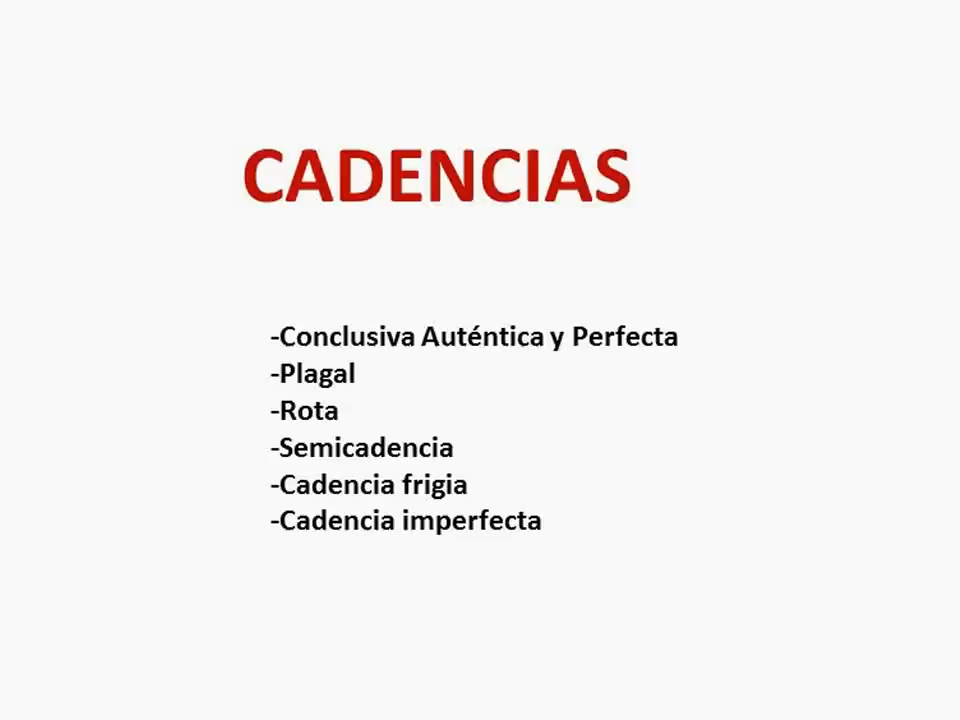 CADENCIAS
-Conclusiva Auténtica y Perfecta
-Plagal
-Rota
-Semicadencia
-Cadencia frigia
-Cadencia imperfecta